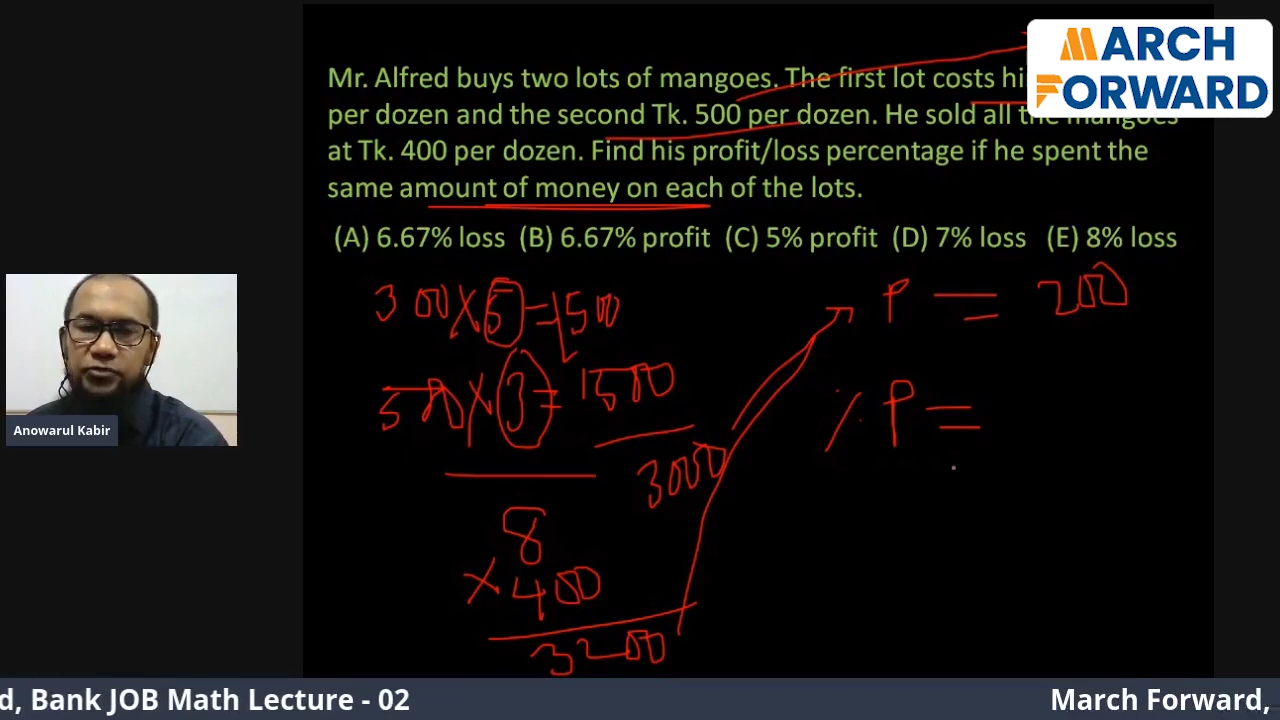 MARCH
FORWARD
Mr. Alfred buys two lots of mangoes. The first lot costs
per dozen and the second Tk. 500 per dozen. He sold all the mangoes
at Tk. 400 per dozen. Find his profit/loss percentage if he spent the
same amount of money on each of the lots.
(A) 6.67% loss (B) 6.67% profit (C) 5% profit (D) 7% loss (E) 8% loss
300 × 5 = 1500
500 × 3 = 1500
3000
8
× 400
3200
P = 200
% P =
Anowarul Kabir
d, Bank JOB Math Lecture - 02
March Forward,